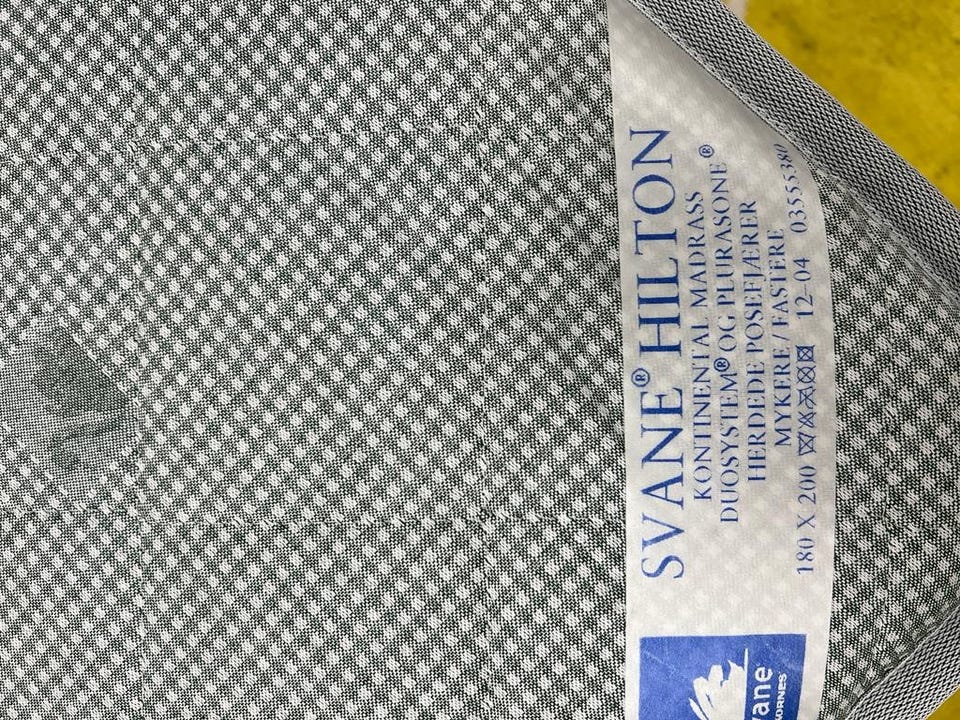 SVANE® HILTON
KONTINENTAL MADRASS
DUOSYSTEM® OG PLURASONE®
HERDEDE POSEFJÆRER
MYKERE / FASTERE
180 X 200 12-04 03555380